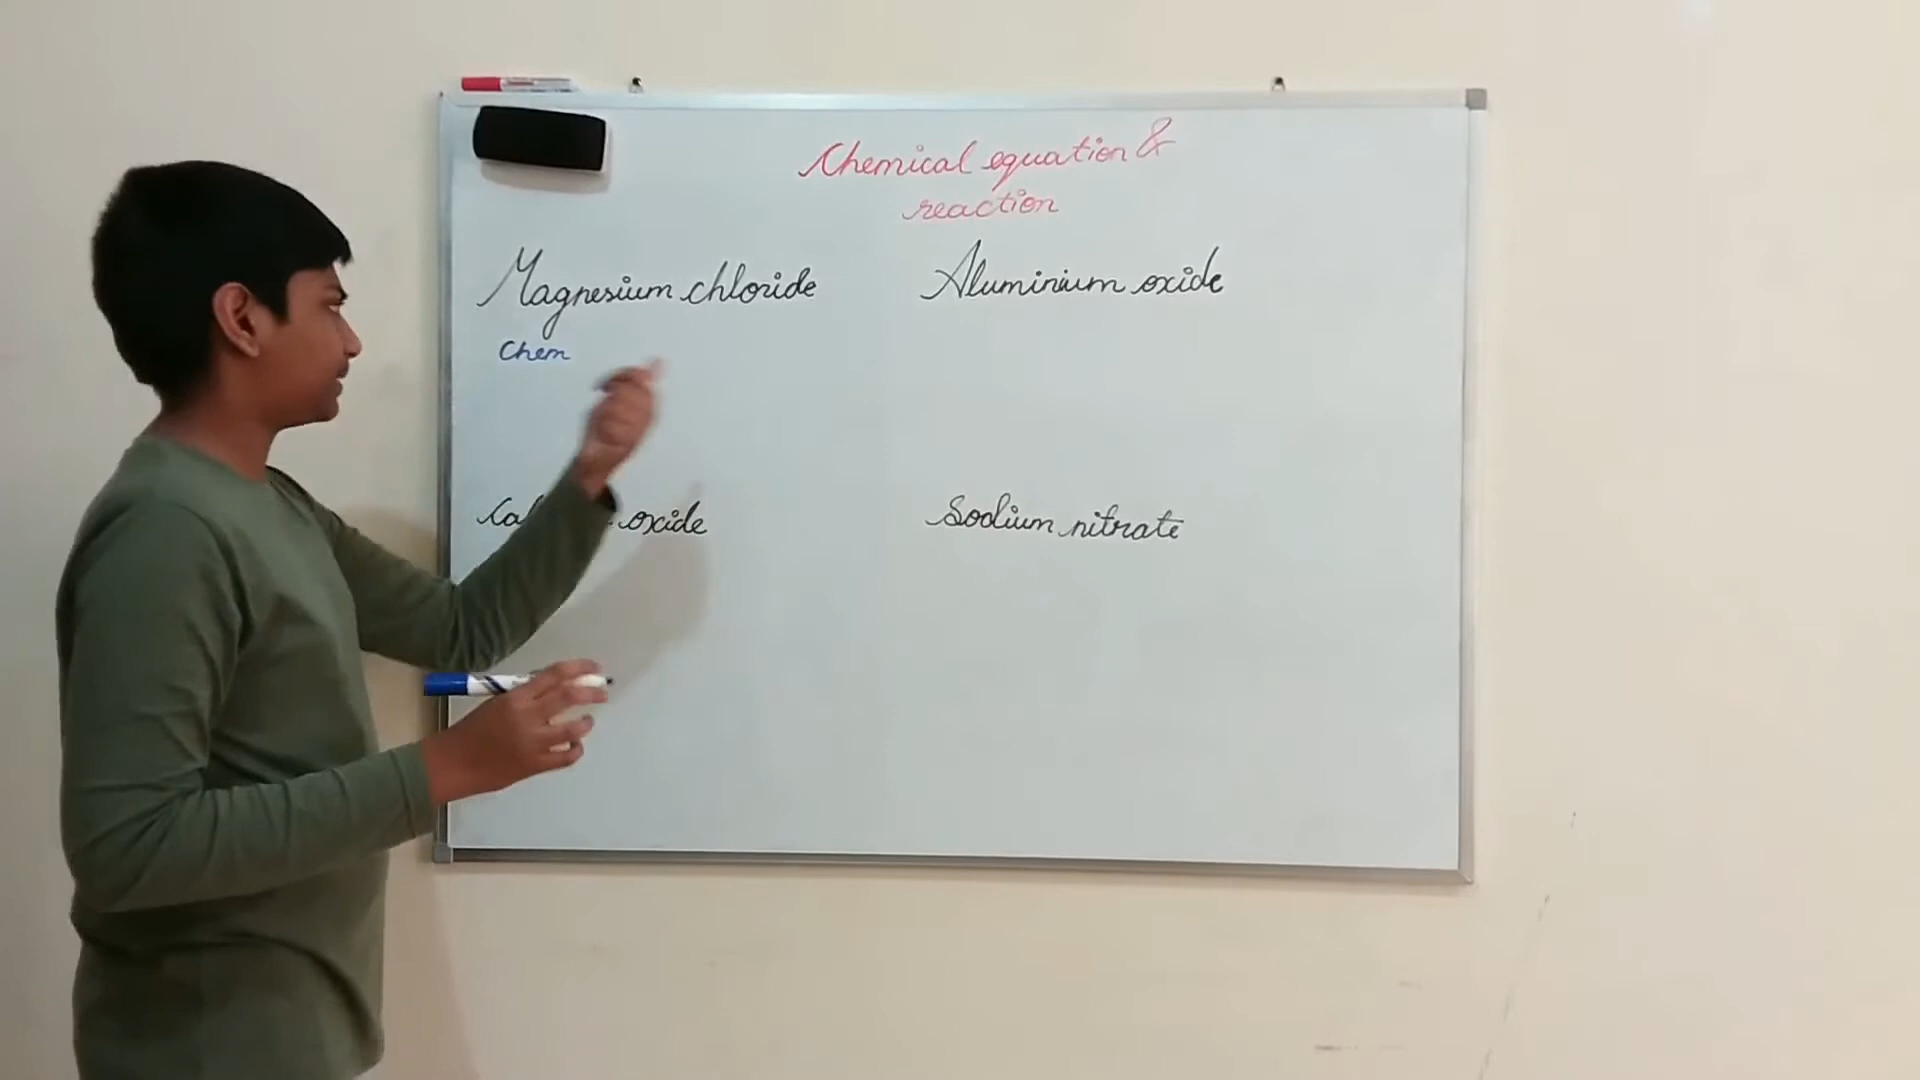 Chemical equation &
reaction
Magnesium chloride
Aluminium oxide
Chem
oxide
Sodium nitrate